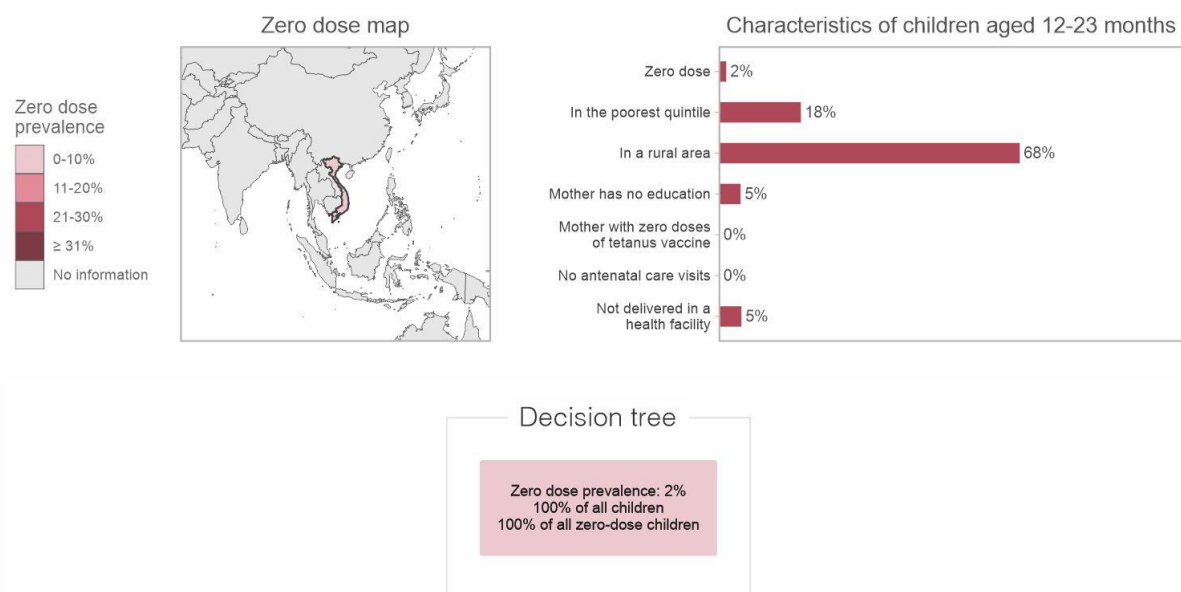 Zero dose map
Zero dose
prevalence
0-10%
11-20%
21-30%
≥ 31%
No information
Characteristics of children aged 12-23 months
Zero dose
2%
In the poorest quintile
18%
In a rural area
68%
Mother has no education
5%
Mother with zero doses
of tetanus vaccine
0%
No antenatal care visits
0%
Not delivered in a
health facility
5%
Decision tree
Zero dose prevalence: 2%
100% of all children
100% of all zero-dose children